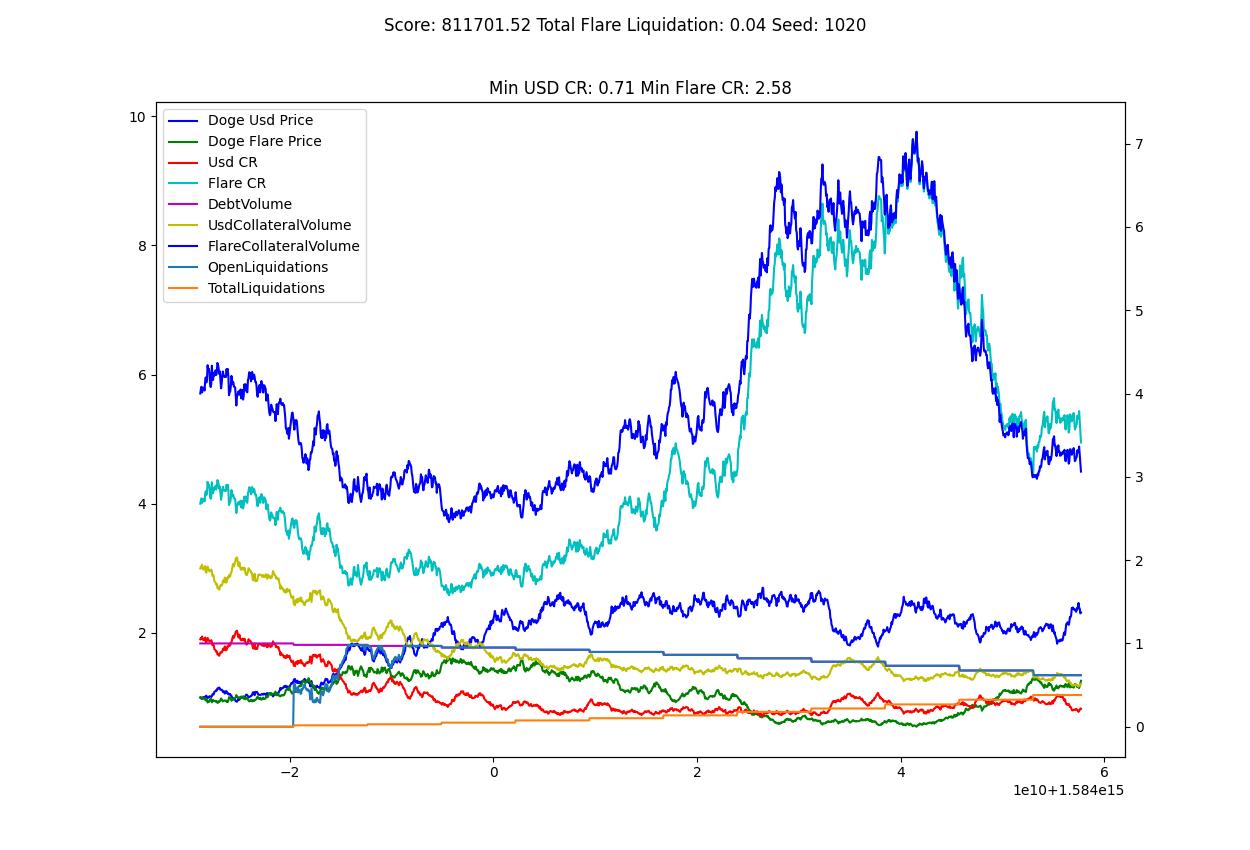 Score: 811701.52 Total Flare Liquidation: 0.04 Seed: 1020
Min USD CR: 0.71 Min Flare CR: 2.58
Doge Usd Price
Doge Flare Price
Usd CR
Flare CR
DebtVolume
UsdCollateralVolume
FlareCollateralVolume
OpenLiquidations
TotalLiquidations
10
8
6
4
2
7
6
5
4
3
2
1
0
−2 0 2 4 6
1e10+1.584e15